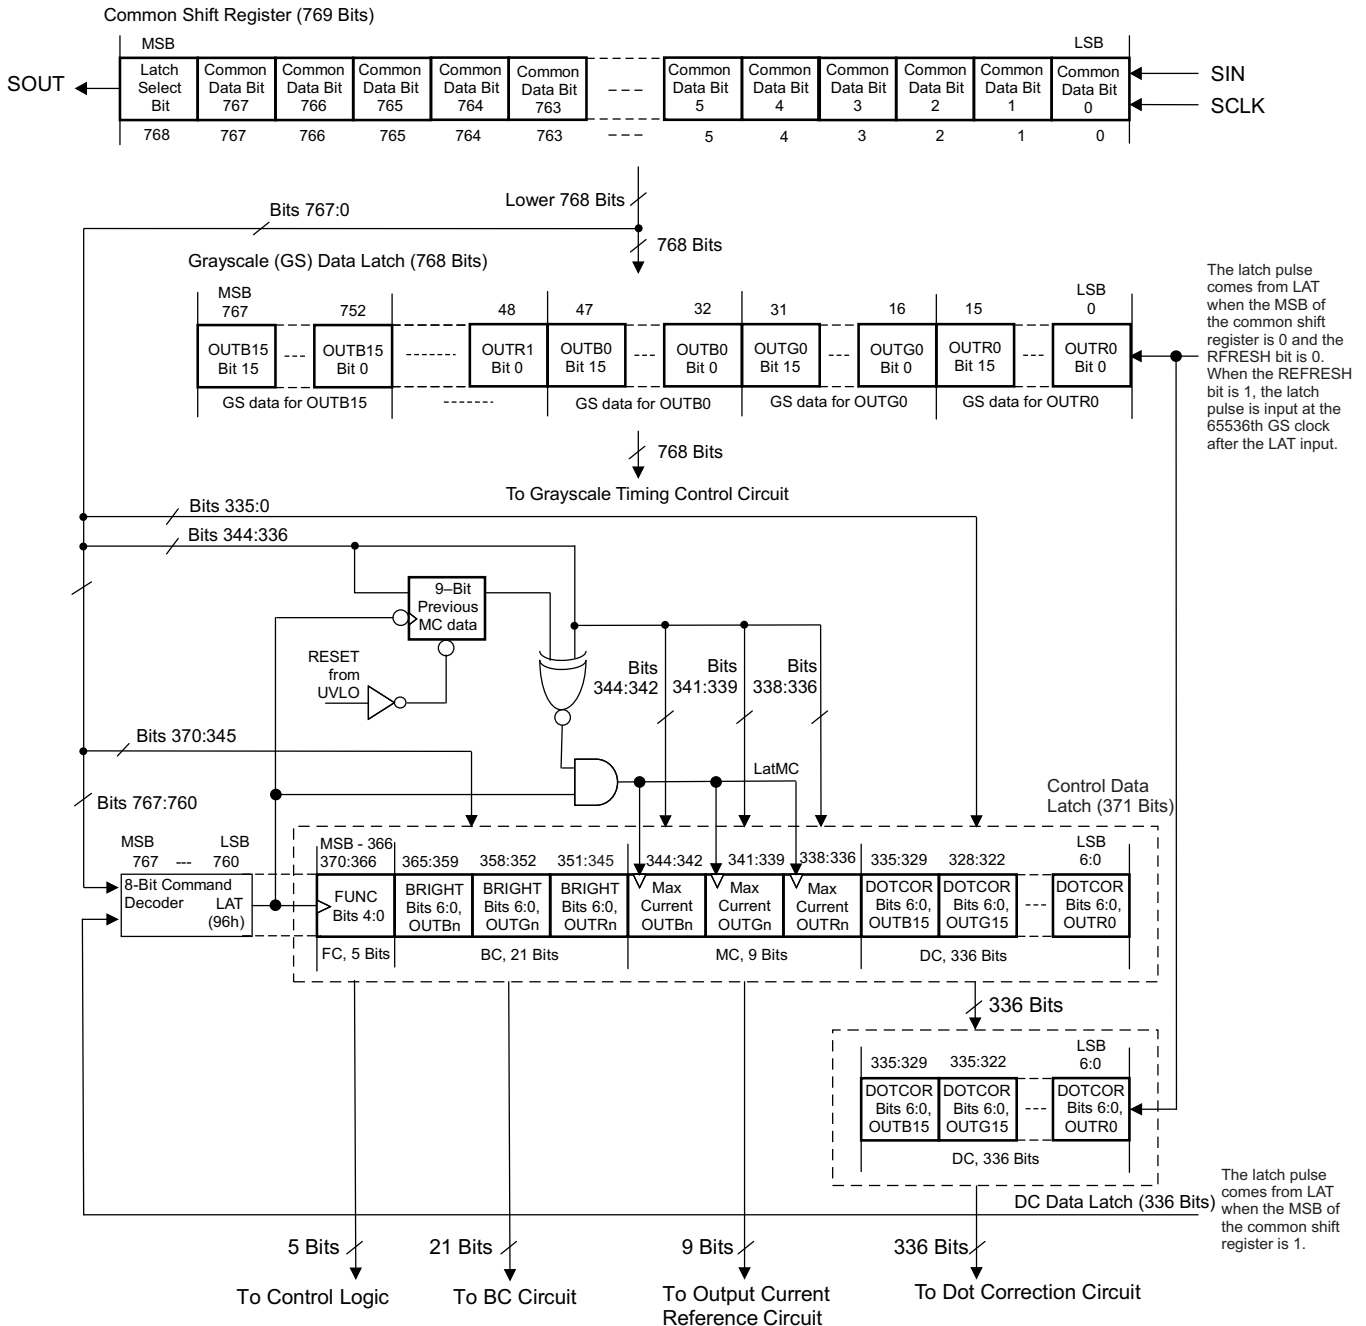 Common Shift Register (769 Bits)
MSB
LSB
SOUT
Latch Select Bit
Common Data Bit 767
Common Data Bit 766
Common Data Bit 765
Common Data Bit 764
Common Data Bit 763
Common Data Bit 5
Common Data Bit 4
Common Data Bit 3
Common Data Bit 2
Common Data Bit 1
Common Data Bit 0
SIN
SCLK
768 767 766 765 764 763 5 4 3 2 1 0
Lower 768 Bits
Bits 767:0
768 Bits
Grayscale (GS) Data Latch (768 Bits)
MSB
LSB
767 752 48 47 32 31 16 15 0
OUTB15 Bit 15
OUTB15 Bit 0
OUTR1 Bit 0
OUTB0 Bit 15
OUTB0 Bit 0
OUTG0 Bit 15
OUTG0 Bit 0
OUTR0 Bit 15
OUTR0 Bit 0
GS data for OUTB15
GS data for OUTB0
GS data for OUTG0
GS data for OUTR0
The latch pulse
comes from LAT
when the MSB of
the common shift
register is 0 and the
RFRESH bit is 0.
When the REFRESH
bit is 1, the latch
pulse is input at the
65536th GS clock
after the LAT input.
768 Bits
To Grayscale Timing Control Circuit
Bits 335:0
Bits 344:336
9–Bit
Previous
MC data
RESET
from
UVLO
Bits
344:342
Bits
341:339
Bits
338:336
Bits 370:345
LatMC
Bits 767:760
Control Data
Latch (371 Bits)
MSB LSB
767 --- 760
8-Bit Command
Decoder LAT
(96h)
MSB - 366
LSB
370:366 365:359 358:352 351:345 344:342 341:339 338:336 335:329 328:322 6:0
FUNC Bits 4:0
BRIGHT Bits 6:0, OUTBn
BRIGHT Bits 6:0, OUTGn
BRIGHT Bits 6:0, OUTRn
Max Current OUTBn
Max Current OUTGn
Max Current OUTRn
DOTCOR Bits 6:0, OUTB15
DOTCOR Bits 6:0, OUTG15
DOTCOR Bits 6:0, OUTR0
FC, 5 Bits
BC, 21 Bits
MC, 9 Bits
DC, 336 Bits
336 Bits
LSB
335:329 335:322 6:0
DOTCOR Bits 6:0, OUTB15
DOTCOR Bits 6:0, OUTG15
DOTCOR Bits 6:0, OUTR0
DC, 336 Bits
DC Data Latch (336 Bits)
The latch pulse
comes from LAT
when the MSB of
the common shift
register is 1.
5 Bits
21 Bits
9 Bits
336 Bits
To Control Logic
To BC Circuit
To Output Current
Reference Circuit
To Dot Correction Circuit